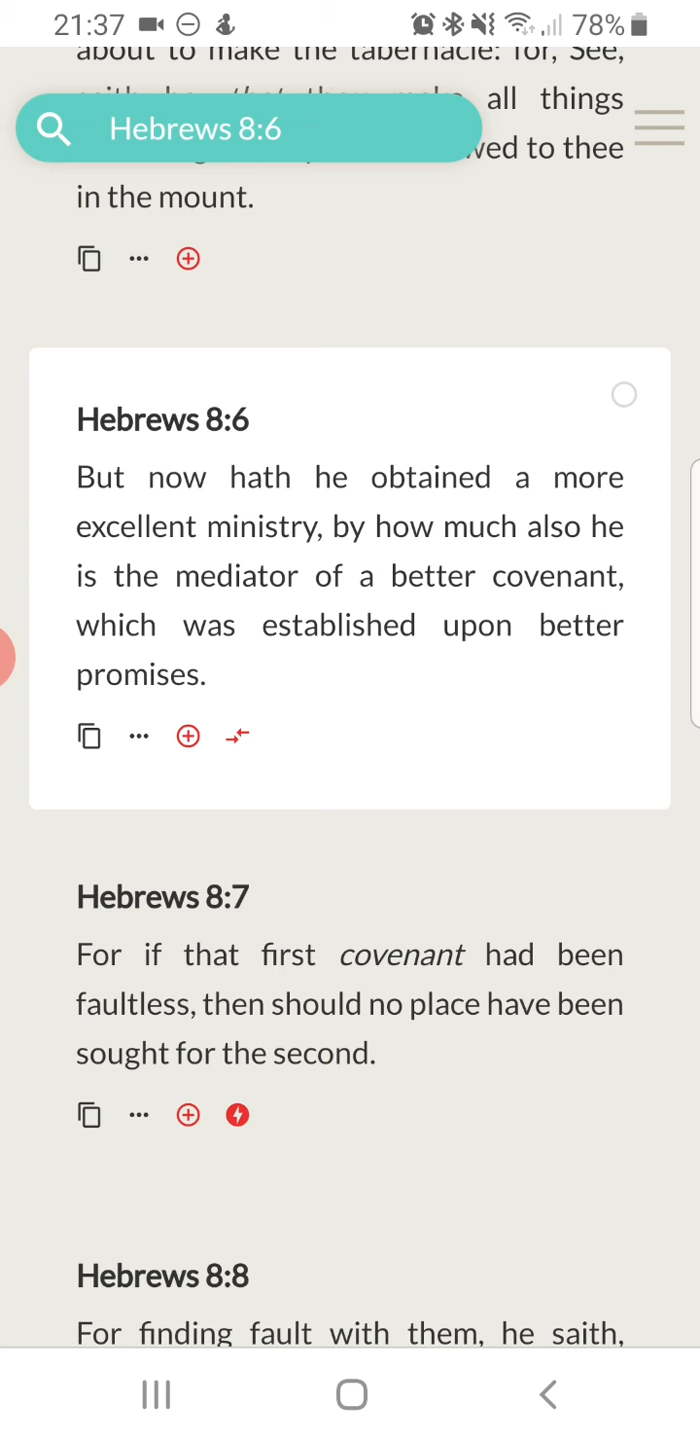 21:37 78%
about to make the tabernacle: for, See,
all things
Hebrews 8:6
wed to thee
in the mount.
Hebrews 8:6
But now hath he obtained a more
excellent ministry, by how much also he
is the mediator of a better covenant,
which was established upon better
promises.
Hebrews 8:7
For if that first covenant had been
faultless, then should no place have been
sought for the second.
Hebrews 8:8
For finding fault with them, he saith,